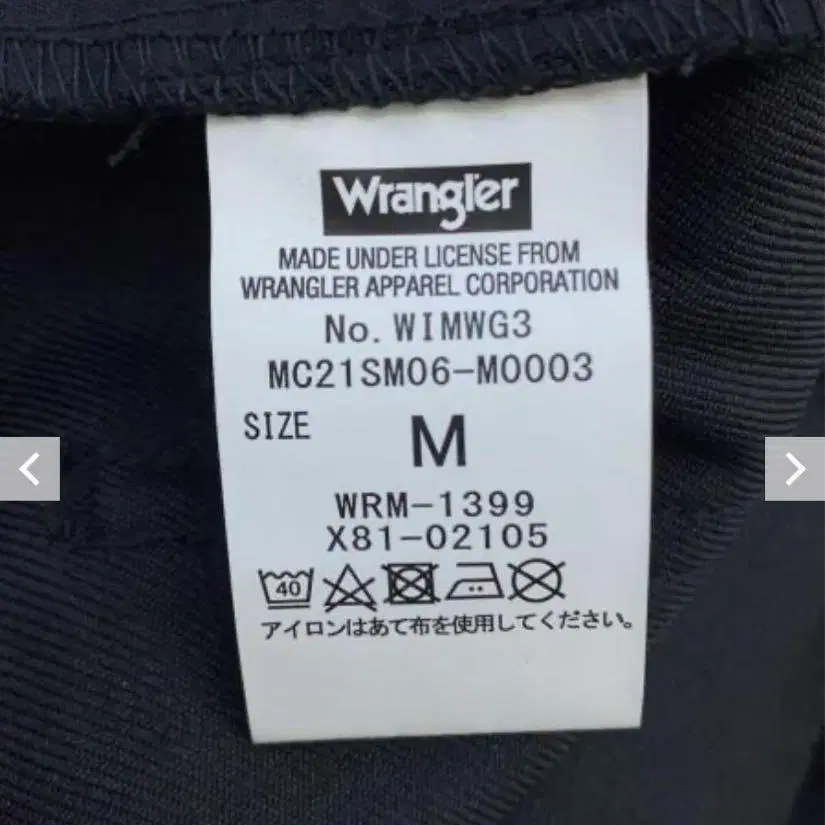 Wrangler
MADE UNDER LICENSE FROM
WRANGLER APPAREL CORPORATION
No. WIMWG3
MC21SM06-M0003
SIZE M
WRM-1399
X81-02105
40
アイロンはあて布を使用してください。